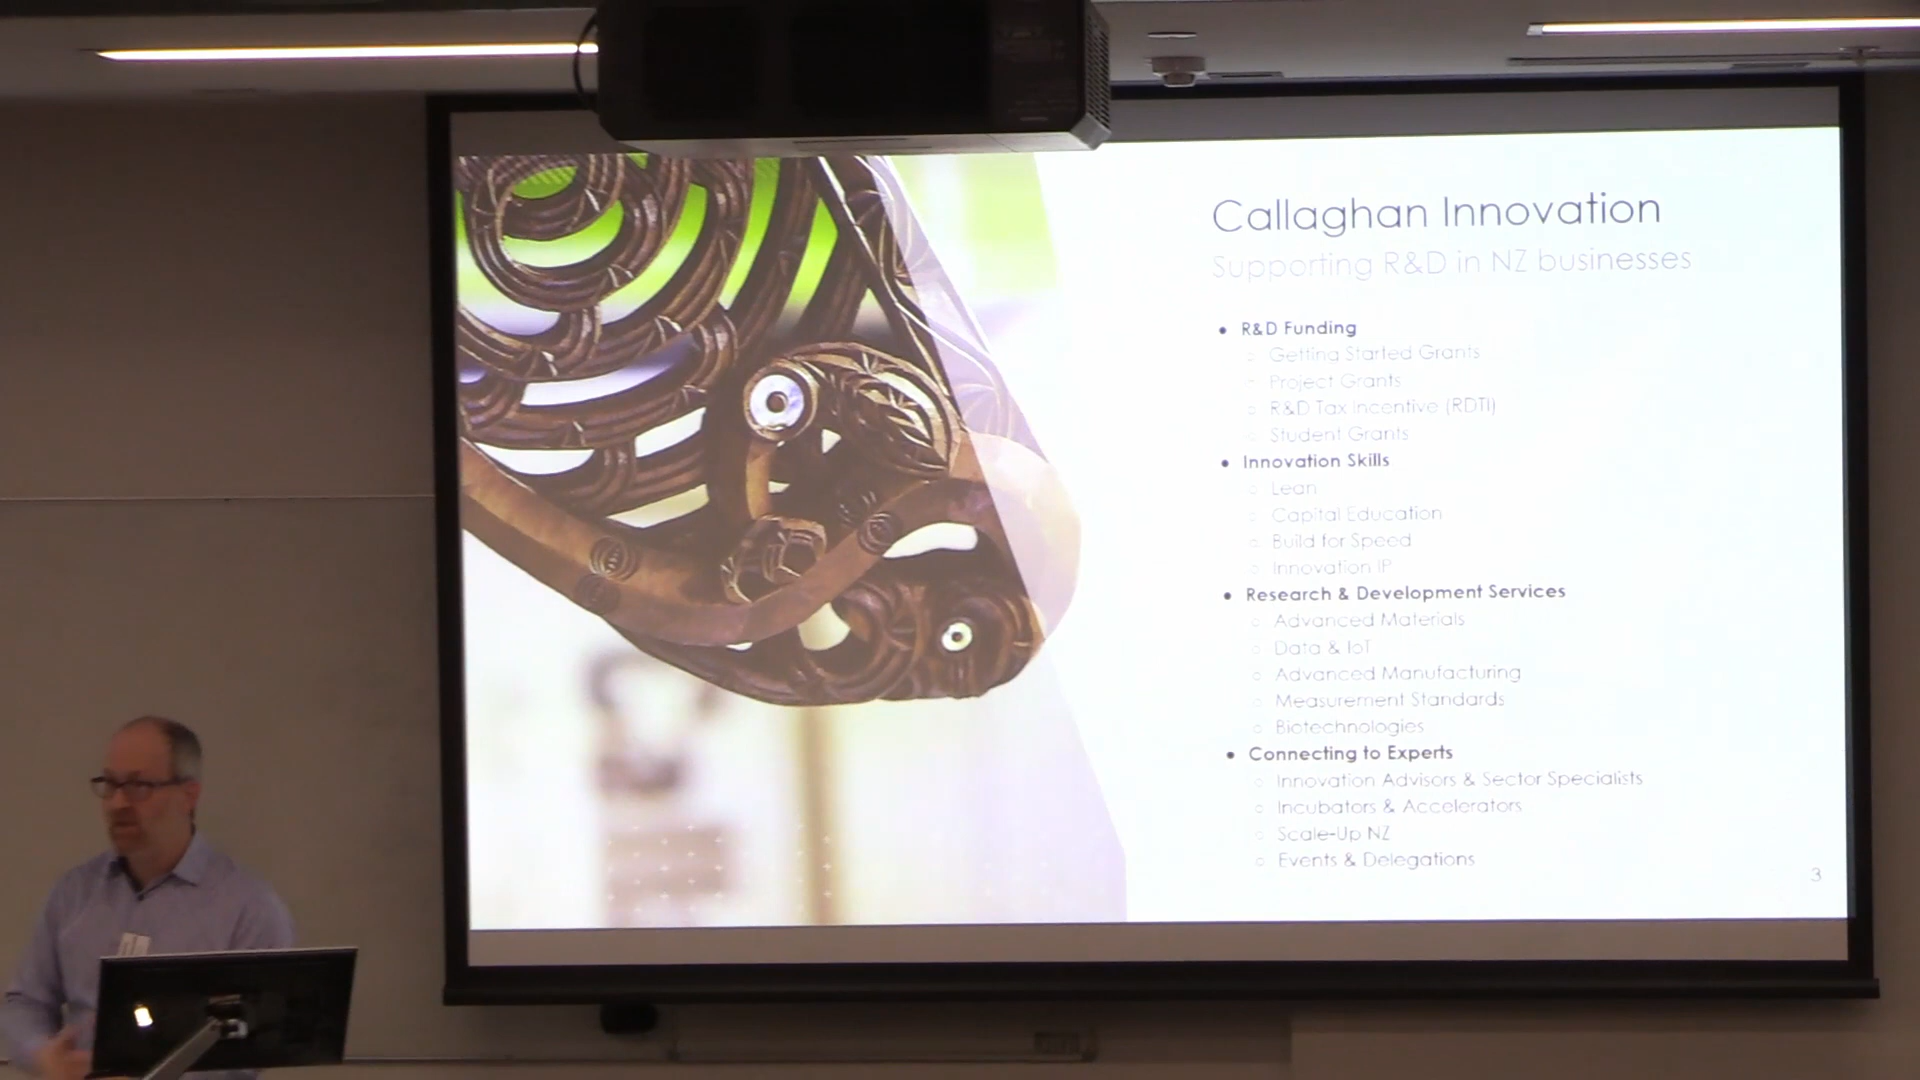 Callaghan Innovation
Supporting R&D in NZ businesses
• R&D Funding
○ Getting Started Grants
○ Project Grants
○ R&D Tax Incentive (RDTI)
○ Student Grants
• Innovation Skills
○ Lean
○ Capital Education
○ Build for Speed
○ Innovation IP
• Research & Development Services
○ Advanced Materials
○ Data & IoT
○ Advanced Manufacturing
○ Measurement Standards
○ Biotechnologies
• Connecting to Experts
○ Innovation Advisors & Sector Specialists
○ Incubators & Accelerators
○ Scale-Up NZ
○ Events & Delegations
3